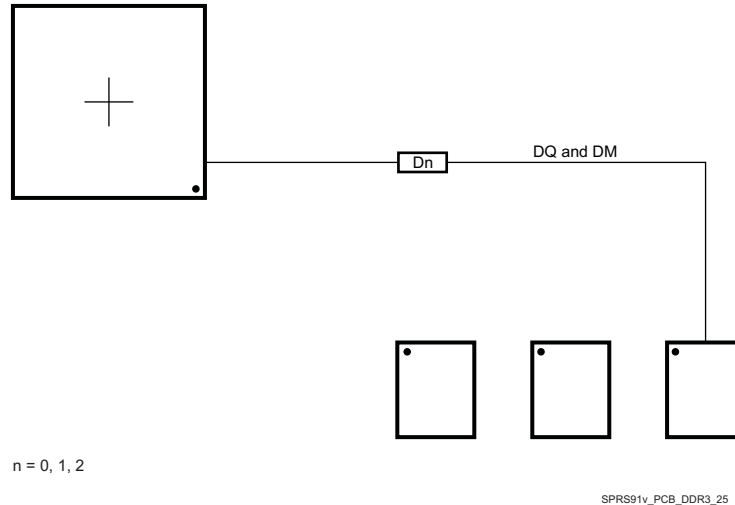 Dn
DQ and DM
n = 0, 1, 2
SPRS91v_PCB_DDR3_25